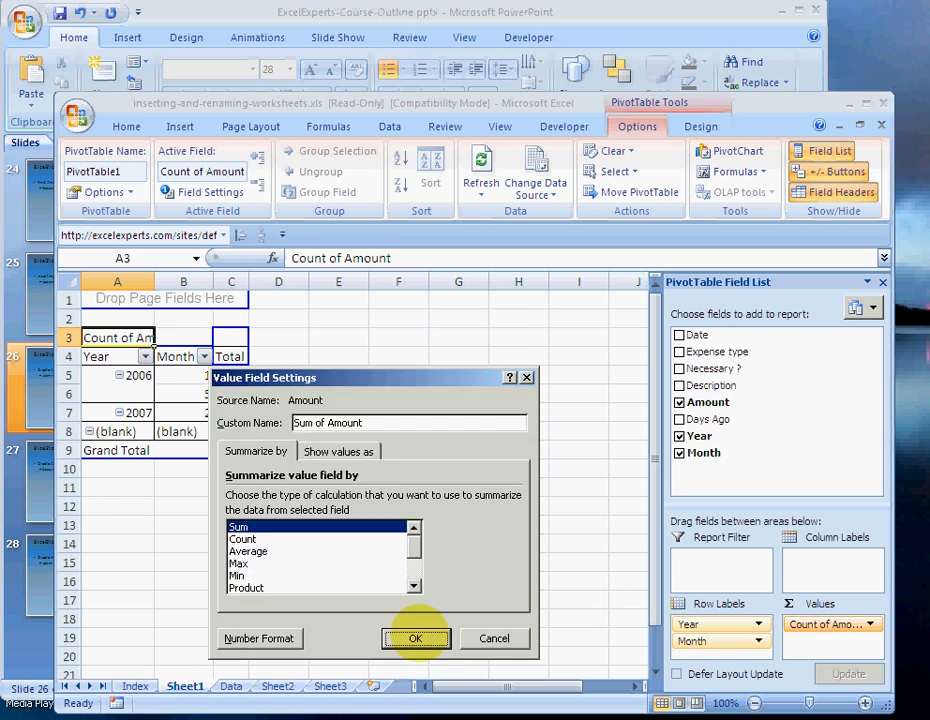 ExcelExperts-Course-Outline.pptx - Microsoft PowerPoint
Home Insert Design Animations Slide Show Review View Developer
Paste 28 Find
Replace
Clipboard
Slides
24
25
26
27
28
inserting-and-renaming-worksheets.xls [Read-Only] [Compatibility Mode] - Microsoft Excel PivotTable Tools
Home Insert Page Layout Formulas Data Review View Developer Options Design
PivotTable Name: Active Field: Group Selection Clear PivotChart Field List
PivotTable1 Count of Amount Ungroup Sort Refresh Change Data Source Select Formulas +/- Buttons
Options Field Settings Group Field Move PivotTable OLAP tools Field Headers
PivotTable Active Field Group Sort Data Actions Tools Show/Hide
http://excelexperts.com/sites/def
A3 fx Count of Amount
A B C D E F G H I J
1 Drop Page Fields Here
2
3 Count of Am
4 Year Month Total
5 2006 1
6 5
7 2007 2
8 (blank) (blank)
9 Grand Total
10
11
12
13
14
15
16
17
18
19
20
21
Value Field Settings
Source Name: Amount
Custom Name: Sum of Amount
Summarize by Show values as
Summarize value field by
Choose the type of calculation that you want to use to summarize
the data from selected field
Sum
Count
Average
Max
Min
Product
Number Format OK Cancel
PivotTable Field List
Choose fields to add to report:
Date
Expense type
Necessary ?
Description
Amount
Days Ago
Year
Month
Drag fields between areas below:
Report Filter Column Labels
Row Labels Σ Values
Year Count of Amo...
Month
Defer Layout Update Update
Index Sheet1 Data Sheet2 Sheet3
Ready 100%
Slide 26
Media Play